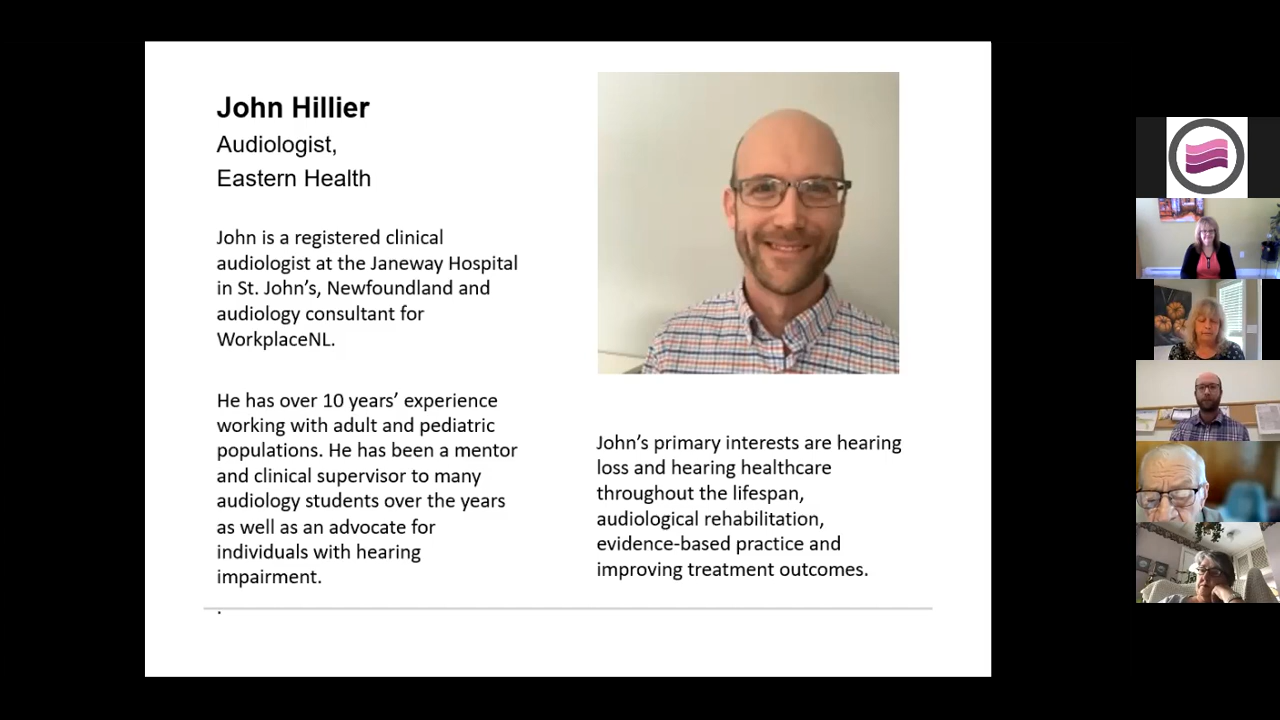 John Hillier
Audiologist,
Eastern Health
John is a registered clinical
audiologist at the Janeway Hospital
in St. John’s, Newfoundland and
audiology consultant for
WorkplaceNL.
He has over 10 years’ experience
working with adult and pediatric
populations. He has been a mentor
and clinical supervisor to many
audiology students over the years
as well as an advocate for
individuals with hearing
impairment.
.
John’s primary interests are hearing
loss and hearing healthcare
throughout the lifespan,
audiological rehabilitation,
evidence-based practice and
improving treatment outcomes.